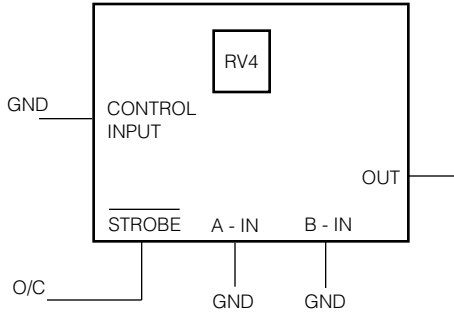 RV4
GND
CONTROL
INPUT
OUT
STROBE A - IN B - IN
O/C
GND GND